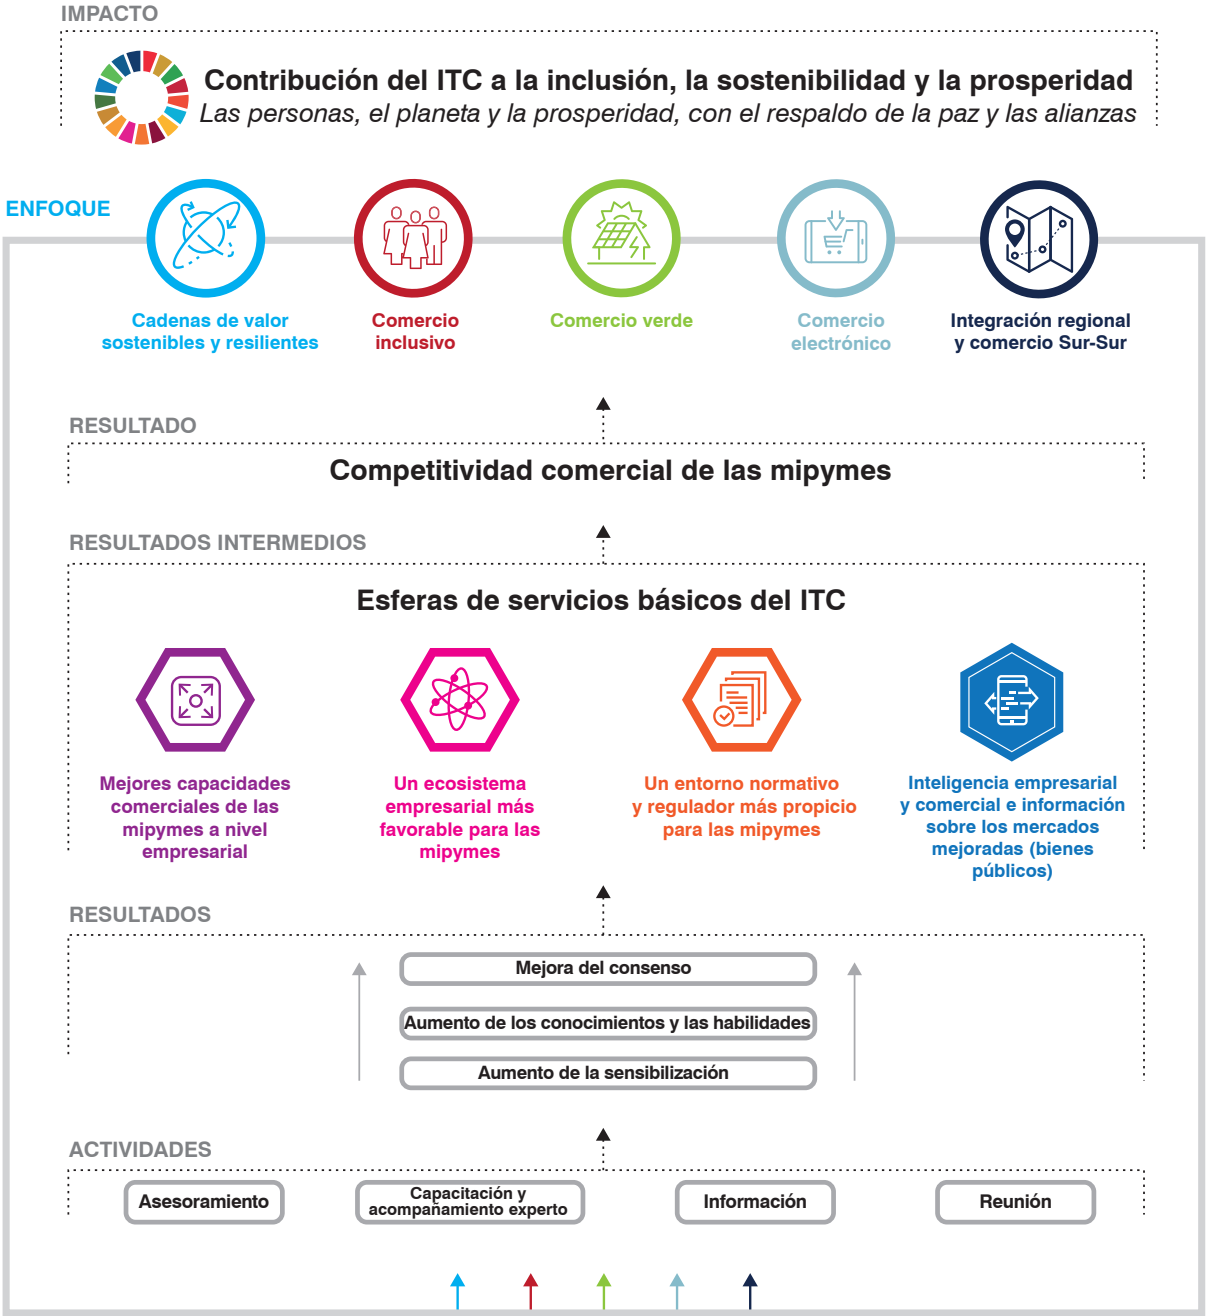 IMPACTO
Contribución del ITC a la inclusión, la sostenibilidad y la prosperidad
Las personas, el planeta y la prosperidad, con el respaldo de la paz y las alianzas
ENFOQUE
Cadenas de valor
sostenibles y resilientes
Comercio
inclusivo
Comercio verde
Comercio
electrónico
Integración regional
y comercio Sur-Sur
RESULTADO
Competitividad comercial de las mipymes
RESULTADOS INTERMEDIOS
Esferas de servicios básicos del ITC
Mejores capacidades
comerciales de las
mipymes a nivel
empresarial
Un ecosistema
empresarial más
favorable para las
mipymes
Un entorno normativo
y regulador más propicio
para las mipymes
Inteligencia empresarial
y comercial e información
sobre los mercados
mejoradas (bienes
públicos)
RESULTADOS
Mejora del consenso
Aumento de los conocimientos y las habilidades
Aumento de la sensibilización
ACTIVIDADES
Asesoramiento
Capacitación y
acompañamiento experto
Información
Reunión